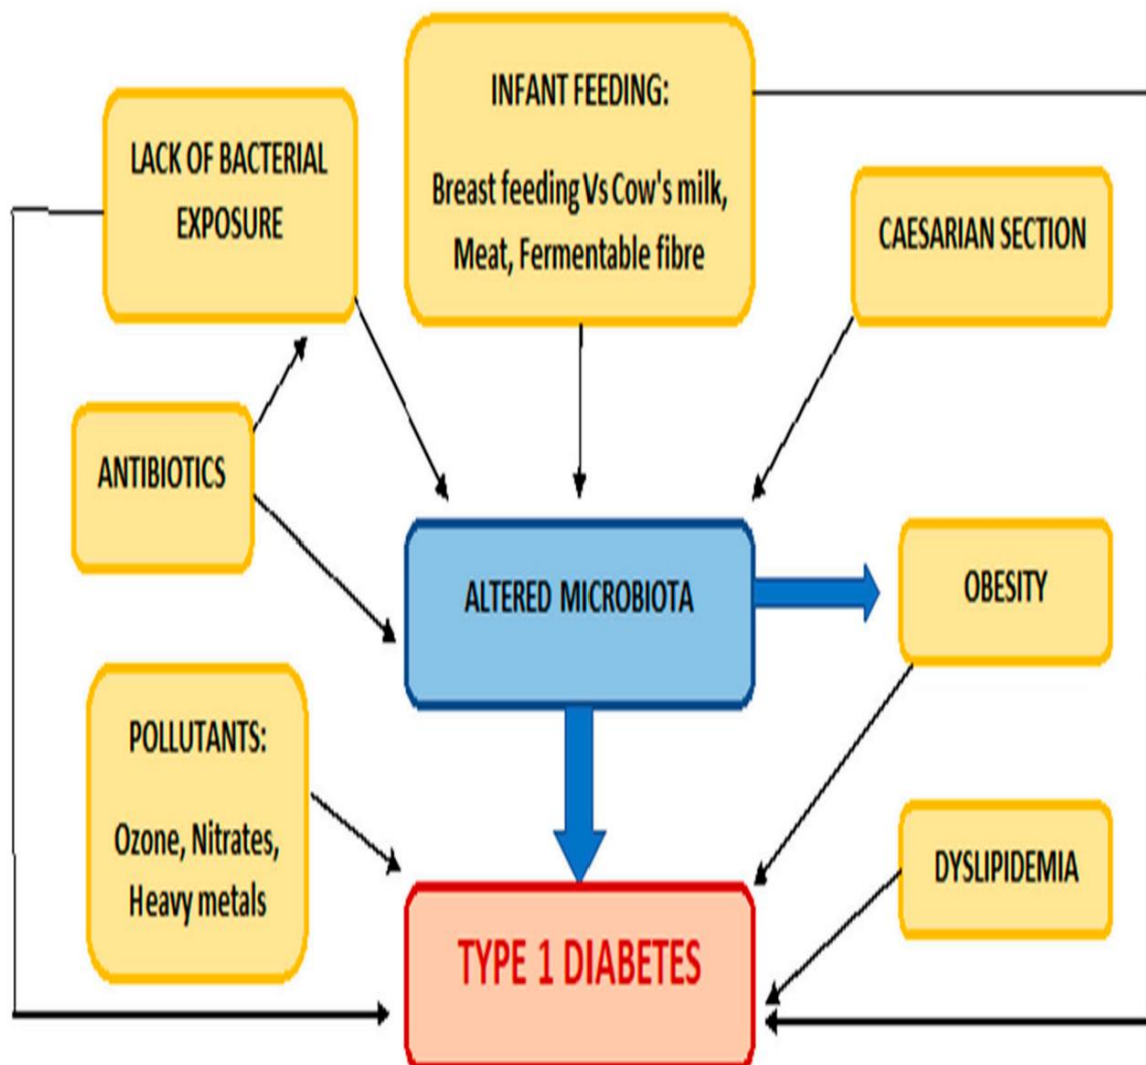 INFANT FEEDING:
Breast feeding Vs Cow's milk,
Meat, Fermentable fibre
LACK OF BACTERIAL
EXPOSURE
CAESARIAN SECTION
ANTIBIOTICS
ALTERED MICROBIOTA
OBESITY
POLLUTANTS:
Ozone, Nitrates,
Heavy metals
DYSLIPIDEMIA
TYPE 1 DIABETES